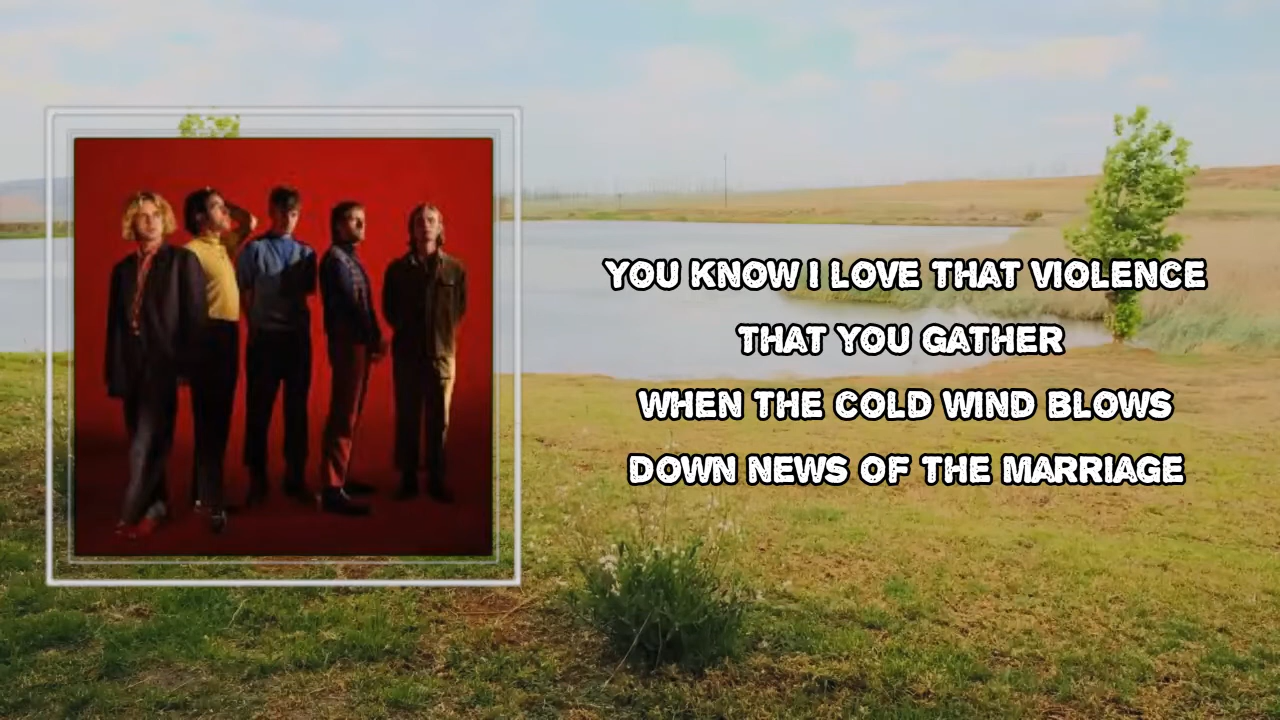 YOU KNOW I LOVE THAT VIOLENCE
THAT YOU GATHER
WHEN THE COLD WIND BLOWS
DOWN NEWS OF THE MARRIAGE